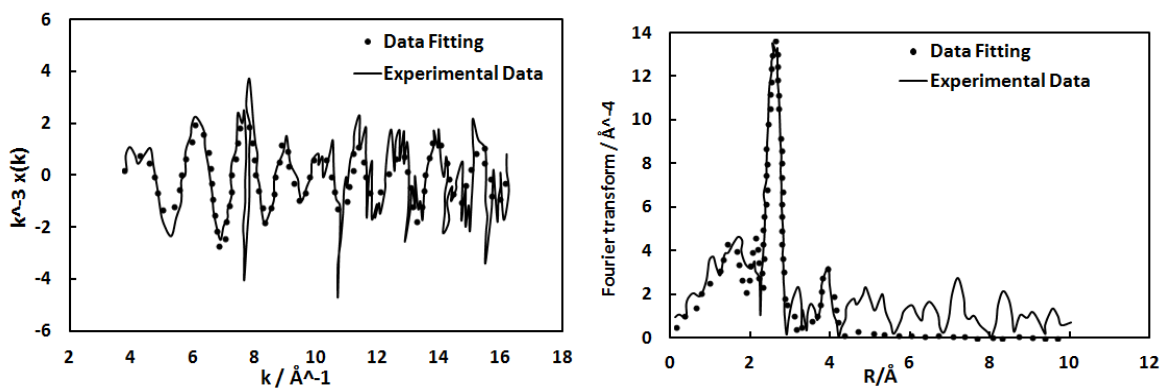 6
4
2
0
-2
-4
-6
k^-3 x(k)
Data Fitting
Experimental Data
2 4 6 8 10 12 14 16 18
k / Å^-1
14
12
10
8
6
4
2
0
Fourier transform / Å^-4
Data Fitting
Experimental Data
0 2 4 6 8 10 12
R/Å